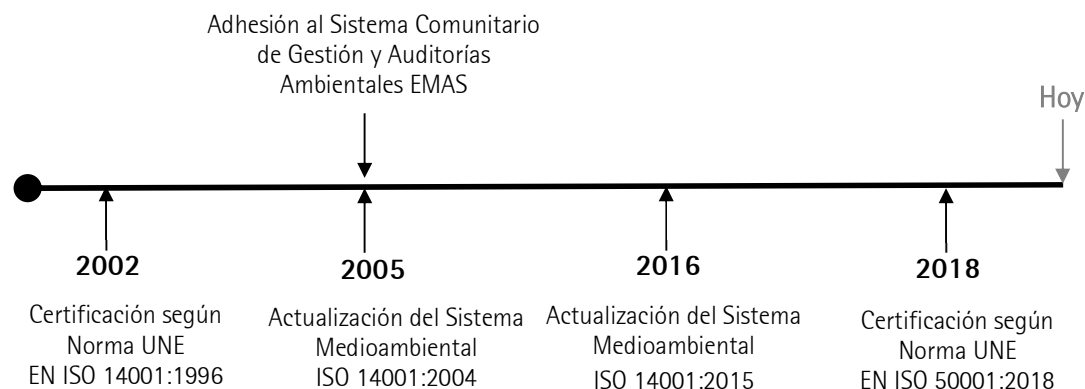 Adhesión al Sistema Comunitario
de Gestión y Auditorías
Ambientales EMAS
Hoy
2002
Certificación según
Norma UNE
EN ISO 14001:1996
2005
Actualización del Sistema
Medioambiental
ISO 14001:2004
2016
Actualización del Sistema
Medioambiental
ISO 14001:2015
2018
Certificación según
Norma UNE
EN ISO 50001:2018